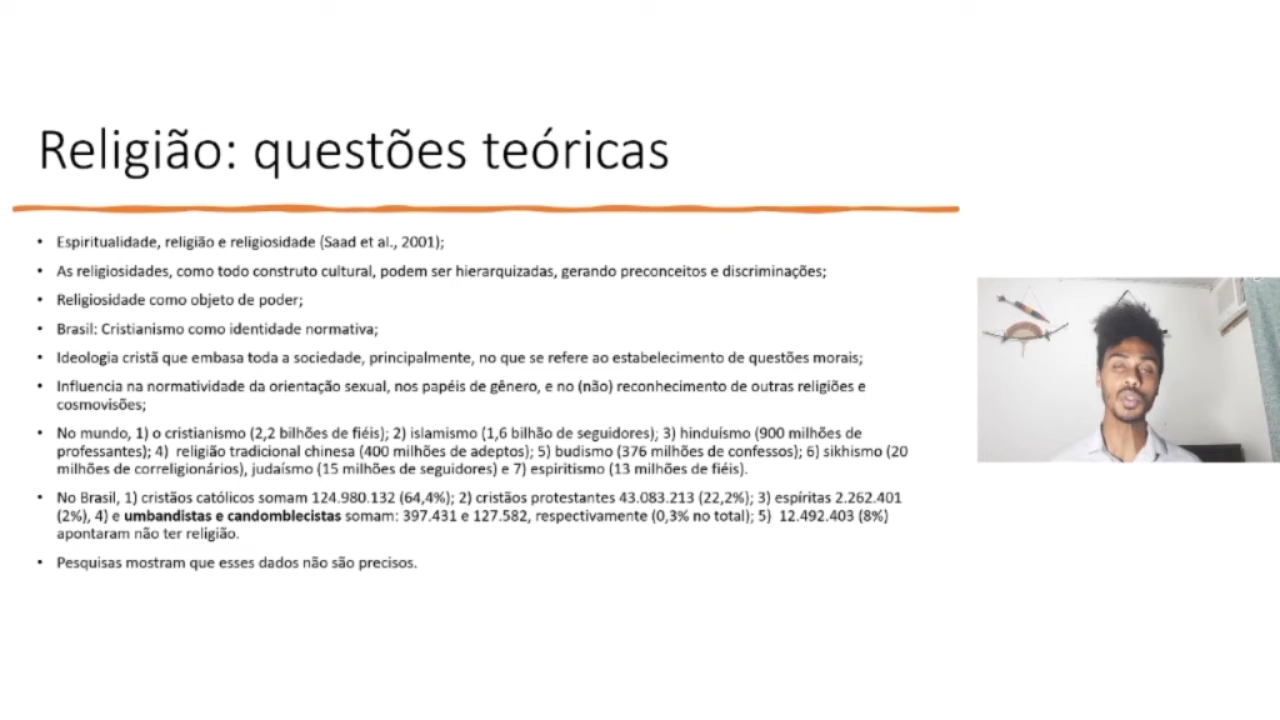 Religião: questões teóricas
• Espiritualidade, religião e religiosidade (Saad et al., 2001);
• As religiosidades, como todo construto cultural, podem ser hierarquizadas, gerando preconceitos e discriminações;
• Religiosidade como objeto de poder;
• Brasil: Cristianismo como identidade normativa;
• Ideologia cristã que embasa toda a sociedade, principalmente, no que se refere ao estabelecimento de questões morais;
• Influencia na normatividade da orientação sexual, nos papéis de gênero, e no (não) reconhecimento de outras religiões e
cosmovisões;
• No mundo, 1) o cristianismo (2,2 bilhões de fiéis); 2) islamismo (1,6 bilhão de seguidores); 3) hinduísmo (900 milhões de
professantes); 4) religião tradicional chinesa (400 milhões de adeptos); 5) budismo (376 milhões de confessos); 6) sikhismo (20
milhões de correligionários), judaísmo (15 milhões de seguidores) e 7) espiritismo (13 milhões de fiéis).
• No Brasil, 1) cristãos católicos somam 124.980.132 (64,4%); 2) cristãos protestantes 43.083.213 (22,2%); 3) espíritas 2.262.401
(2%), 4) e umbandistas e candomblecistas somam: 397.431 e 127.582, respectivamente (0,3% no total); 5) 12.492.403 (8%)
apontaram não ter religião.
• Pesquisas mostram que esses dados não são precisos.